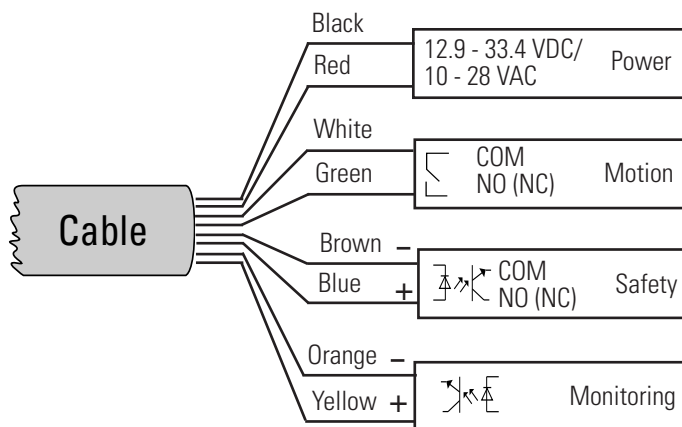 Black
Red
12.9 - 33.4 VDC/
10 - 28 VAC
Power
White
Green
COM
NO (NC)
Motion
Cable
Brown -
Blue +
COM
NO (NC)
Safety
Orange -
Yellow +
Monitoring